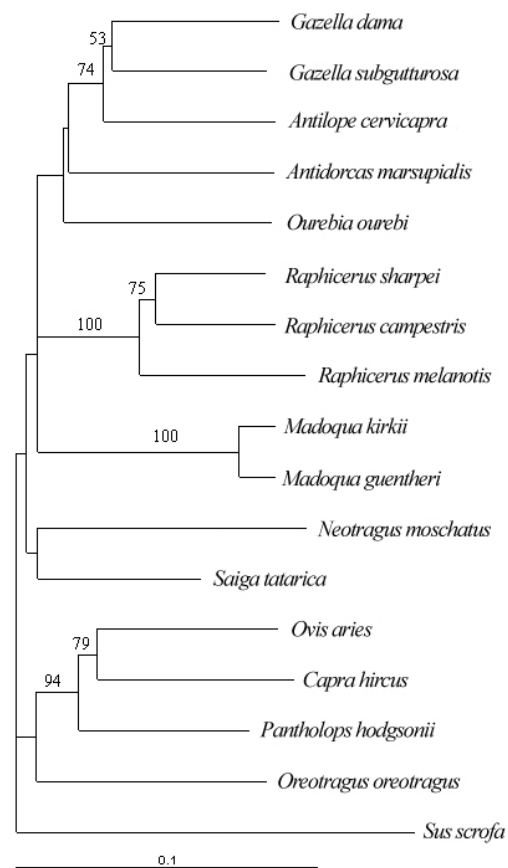 Gazella dama
53
Gazella subgutturosa
74
Antilope cervicapra
Antidorcas marsupialis
Ourebia ourebi
Raphicerus sharpei
75
Raphicerus campestris
100
Raphicerus melanotis
Madoqua kirkii
100
Madoqua guentheri
Neotragus moschatus
Saiga tatarica
Ovis aries
79
Capra hircus
94
Pantholops hodgsonii
Oreotragus oreotragus
Sus scrofa
0.1